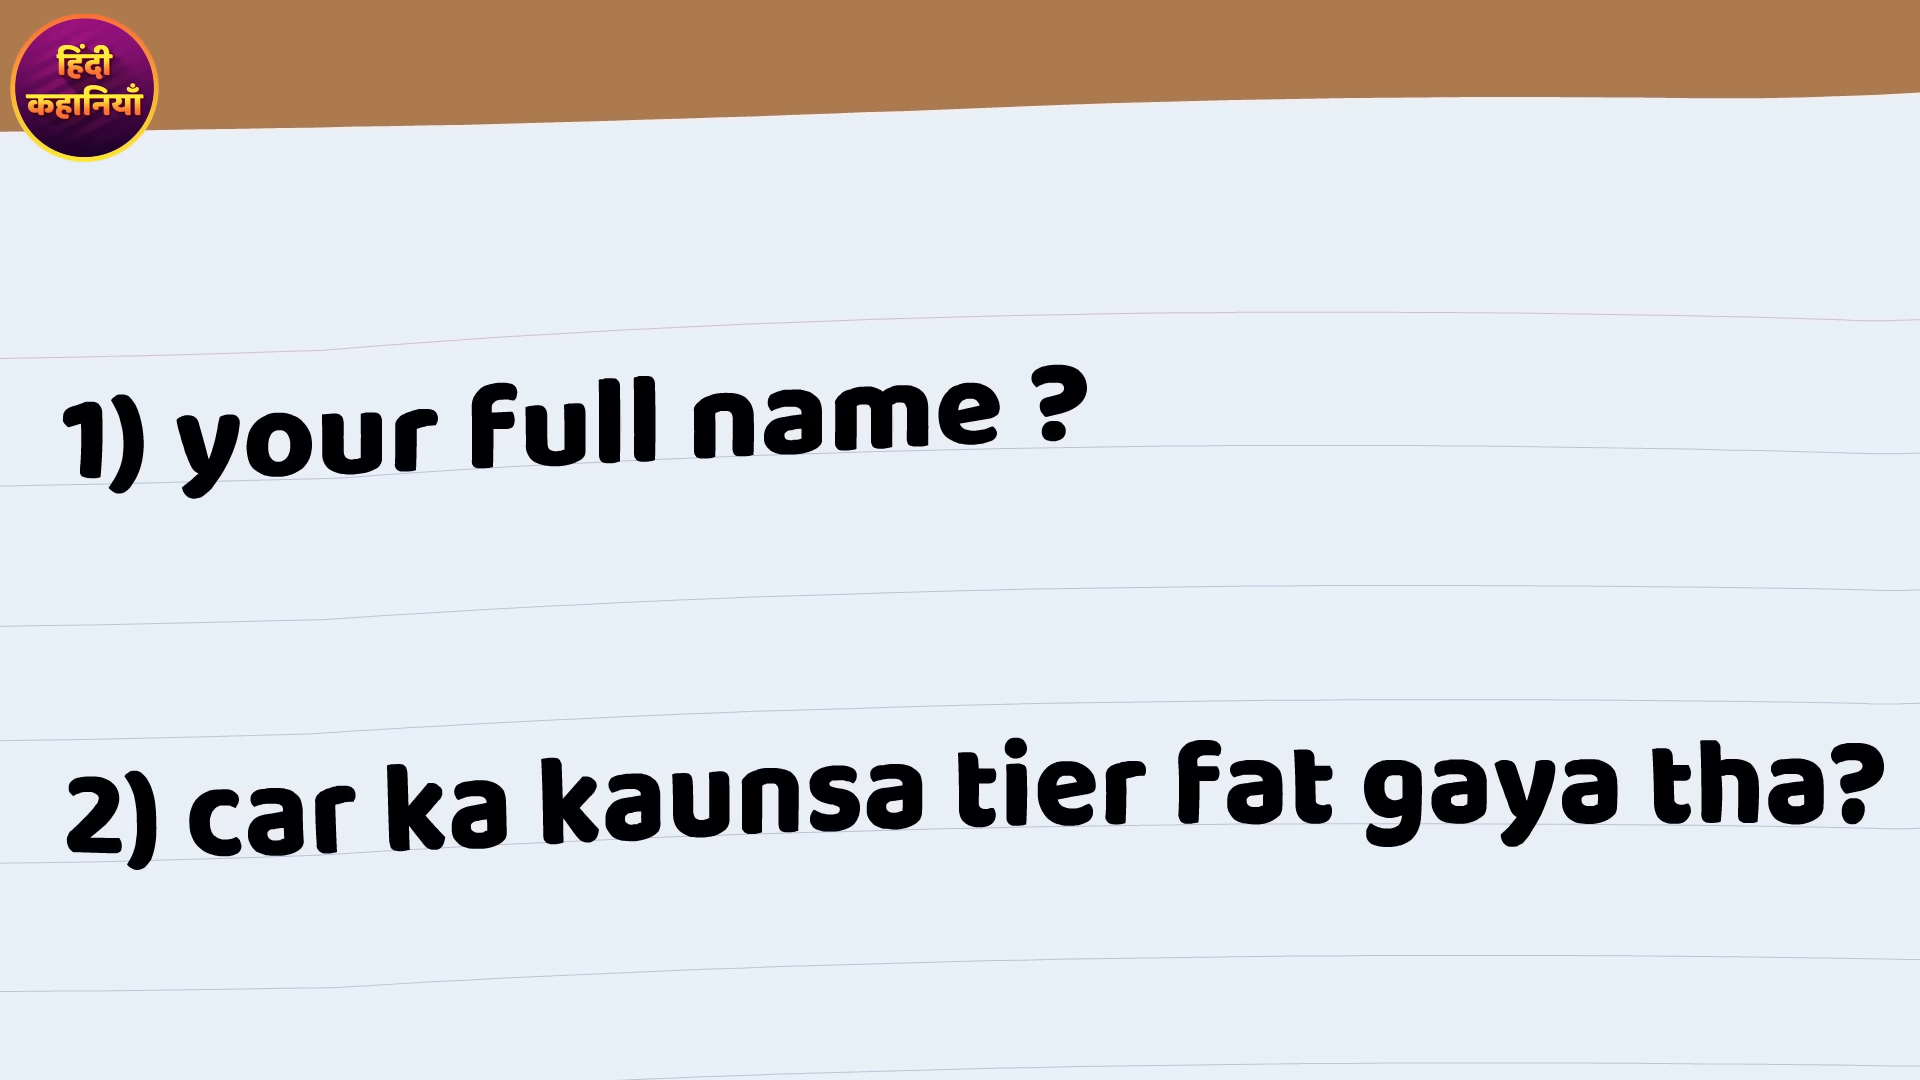 हिंदी
कहानियाँ
1) your full name ?
2) car ka kaunsa tier fat gaya tha?